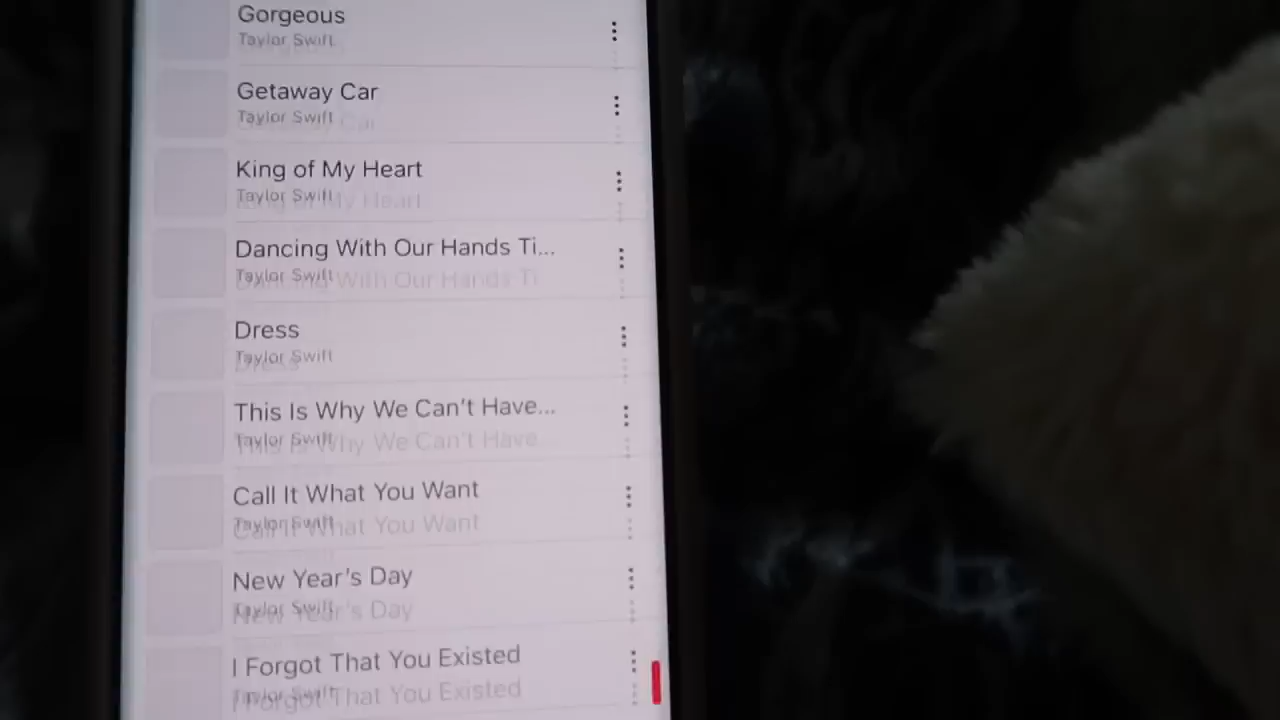 Gorgeous
Taylor Swift
Getaway Car
Taylor Swift
King of My Heart
Taylor Swift
Dancing With Our Hands Ti...
Taylor Swift
Dress
Taylor Swift
This Is Why We Can't Have...
Taylor Swift
Call It What You Want
Taylor Swift
New Year's Day
Taylor Swift
I Forgot That You Existed
Taylor Swift